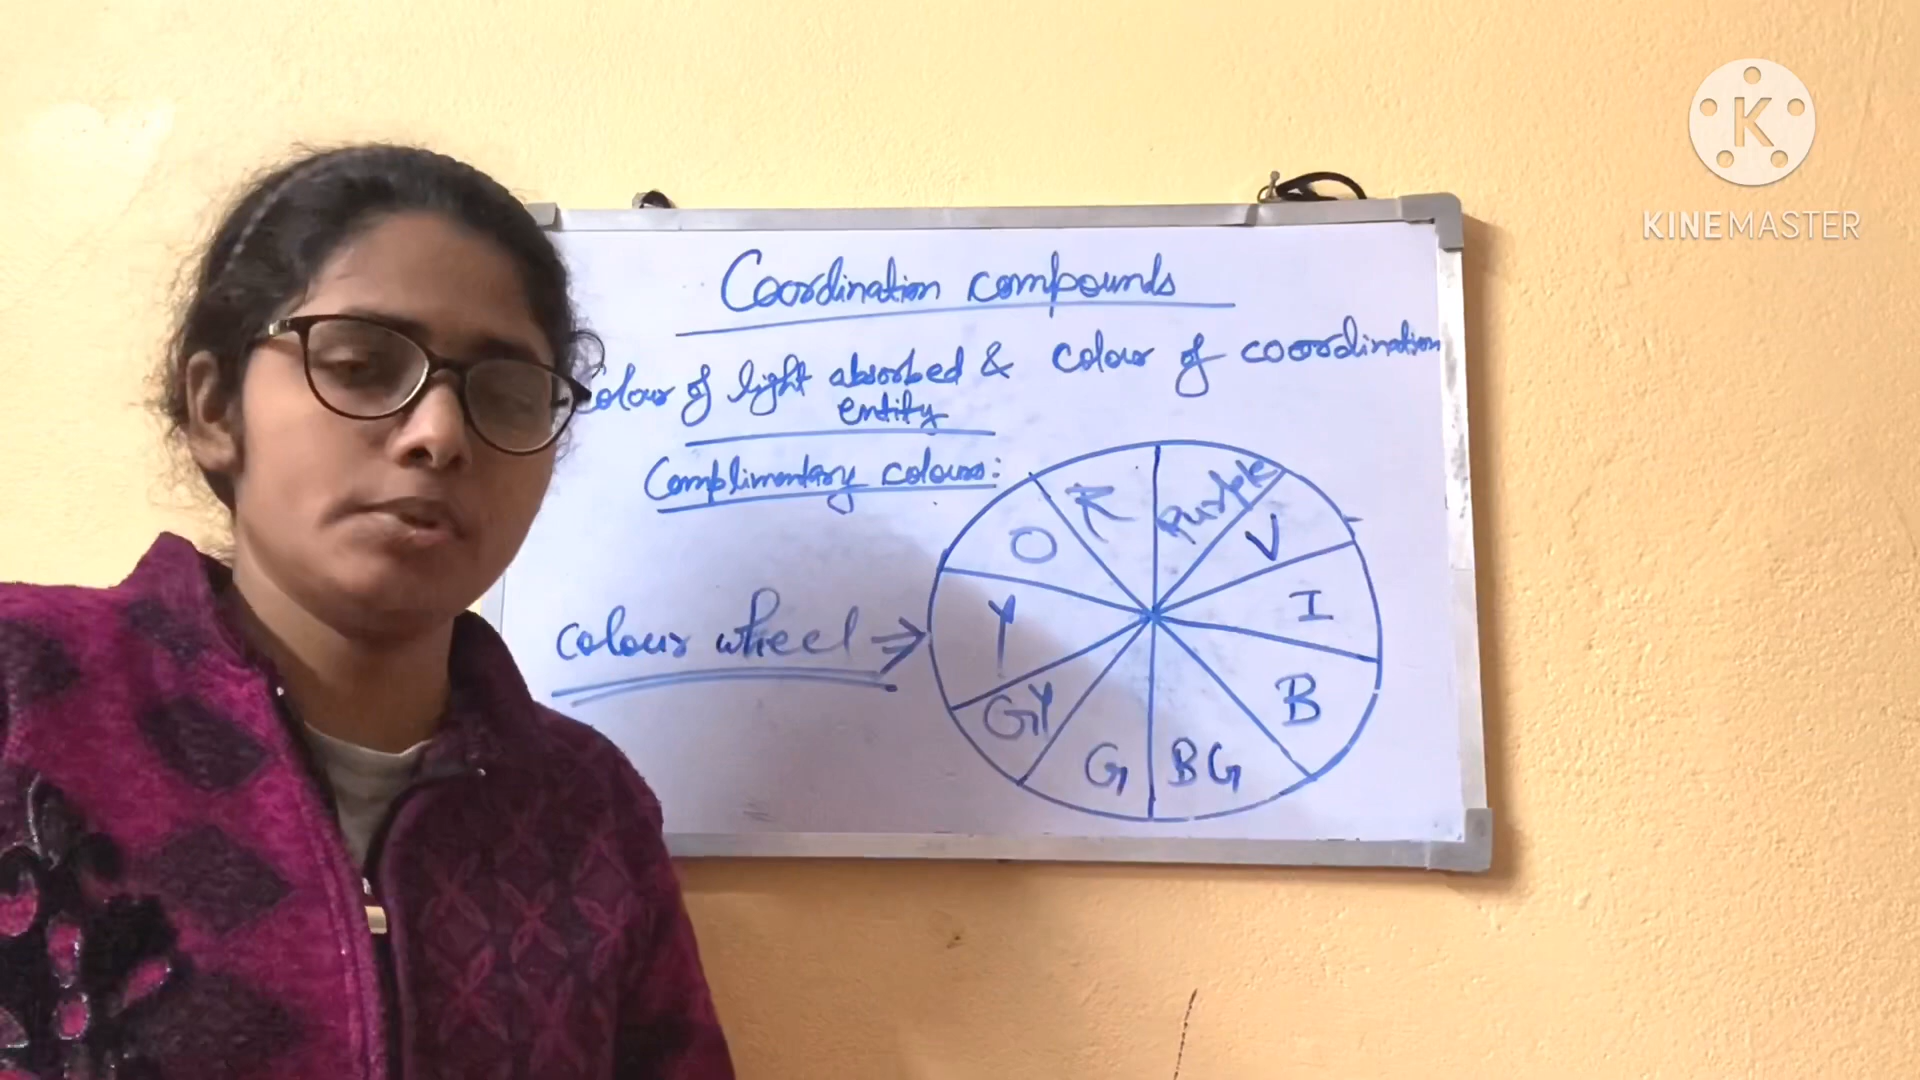 K
KINEMASTER
Coordination compounds
Colour of light absorbed & colour of coordination
entity
Complimentary colours:
R
Purple
O
V
Y
I
colour wheel ⇒
GY
B
G
BG